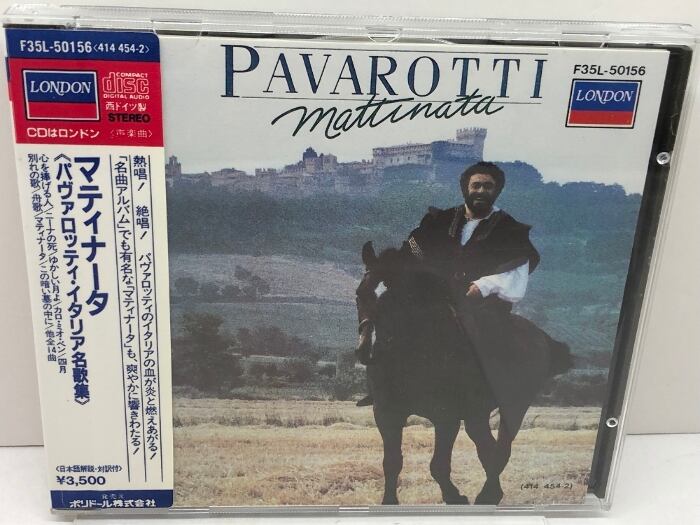 F35L-50156<414 454-2>
LONDON
COMPACT
disc
DIGITAL AUDIO
西ドイツ製
STEREO
CDはロンドン
〈声楽曲〉
マティナータ
《パヴァロッティ・イタリア名歌集》
心を捧げる人/ニーナの死/ゆかしい月よ/カロ・ミオ・ベン/四月
別れの歌/舟歌/マティナータ/この暗い墓の中に/他全14曲
熱唱! 絶唱! パヴァロッティのイタリアの血が炎と燃えあがる!
「名曲アルバム」でも有名な「マティナータ」も、爽やかに響きわたる!
〈日本語解説・対訳付〉
¥3,500
発売元
ポリドール株式会社
PAVAROTTI
Mattinata
F35L-50156
LONDON
(414 454-2)